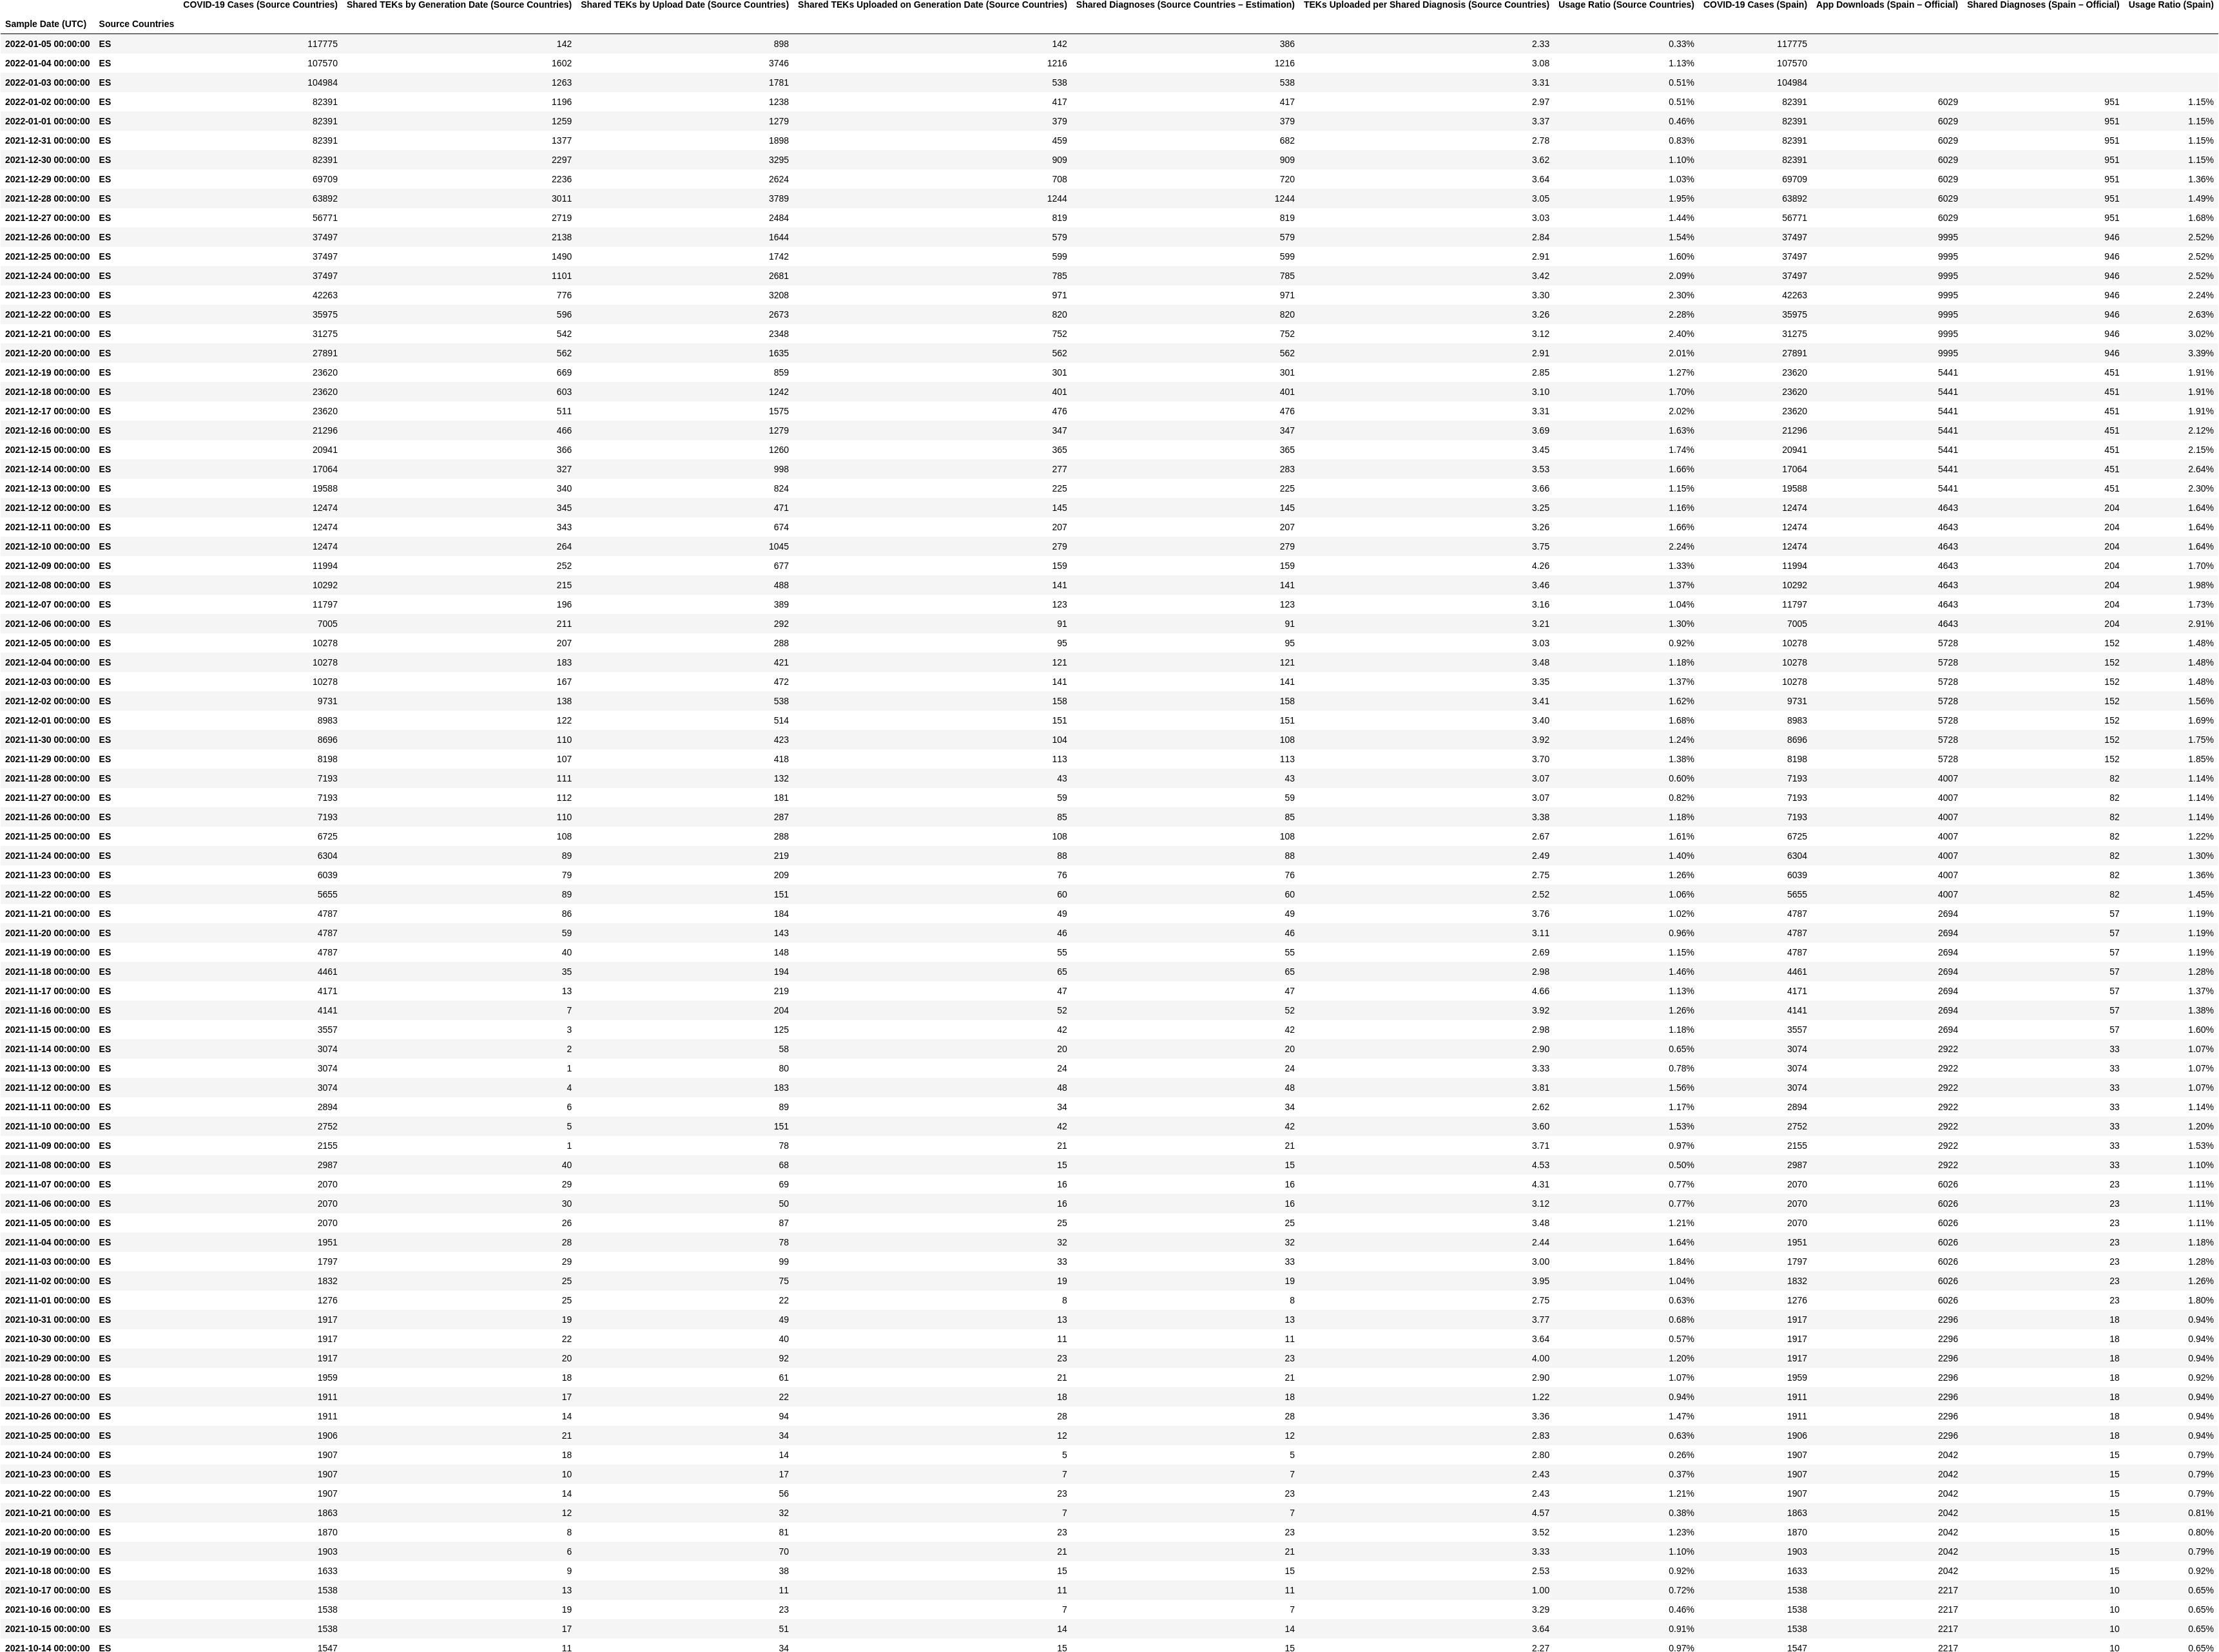 COVID-19 Cases (Source Countries) Shared TEKs by Generation Date (Source Countries) Shared TEKs by Upload Date (Source Countries) Shared TEKs Uploaded on Generation Date (Source Countries) Shared Diagnoses (Source Countries – Estimation) TEKs Uploaded per Shared Diagnosis (Source Countries) Usage Ratio (Source Countries) COVID-19 Cases (Spain) App Downloads (Spain – Official) Shared Diagnoses (Spain – Official) Usage Ratio (Spain)
Sample Date (UTC) Source Countries
2022-01-05 00:00:00 ES 117775 142 898 142 386 2.33 0.33% 117775
2022-01-04 00:00:00 ES 107570 1602 3746 1216 1216 3.08 1.13% 107570
2022-01-03 00:00:00 ES 104984 1263 1781 538 538 3.31 0.51% 104984
2022-01-02 00:00:00 ES 82391 1196 1238 417 417 2.97 0.51% 82391 6029 951 1.15%
2022-01-01 00:00:00 ES 82391 1259 1279 379 379 3.37 0.46% 82391 6029 951 1.15%
2021-12-31 00:00:00 ES 82391 1377 1898 459 682 2.78 0.83% 82391 6029 951 1.15%
2021-12-30 00:00:00 ES 82391 2297 3295 909 909 3.62 1.10% 82391 6029 951 1.15%
2021-12-29 00:00:00 ES 69709 2236 2624 708 720 3.64 1.03% 69709 6029 951 1.36%
2021-12-28 00:00:00 ES 63892 3011 3789 1244 1244 3.05 1.95% 63892 6029 951 1.49%
2021-12-27 00:00:00 ES 56771 2719 2484 819 819 3.03 1.44% 56771 6029 951 1.68%
2021-12-26 00:00:00 ES 37497 2138 1644 579 579 2.84 1.54% 37497 9995 946 2.52%
2021-12-25 00:00:00 ES 37497 1490 1742 599 599 2.91 1.60% 37497 9995 946 2.52%
2021-12-24 00:00:00 ES 37497 1101 2681 785 785 3.42 2.09% 37497 9995 946 2.52%
2021-12-23 00:00:00 ES 42263 776 3208 971 971 3.30 2.30% 42263 9995 946 2.24%
2021-12-22 00:00:00 ES 35975 596 2673 820 820 3.26 2.28% 35975 9995 946 2.63%
2021-12-21 00:00:00 ES 31275 542 2348 752 752 3.12 2.40% 31275 9995 946 3.02%
2021-12-20 00:00:00 ES 27891 562 1635 562 562 2.91 2.01% 27891 9995 946 3.39%
2021-12-19 00:00:00 ES 23620 669 859 301 301 2.85 1.27% 23620 5441 451 1.91%
2021-12-18 00:00:00 ES 23620 603 1242 401 401 3.10 1.70% 23620 5441 451 1.91%
2021-12-17 00:00:00 ES 23620 511 1575 476 476 3.31 2.02% 23620 5441 451 1.91%
2021-12-16 00:00:00 ES 21296 466 1279 347 347 3.69 1.63% 21296 5441 451 2.12%
2021-12-15 00:00:00 ES 20941 366 1260 365 365 3.45 1.74% 20941 5441 451 2.15%
2021-12-14 00:00:00 ES 17064 327 998 277 283 3.53 1.66% 17064 5441 451 2.64%
2021-12-13 00:00:00 ES 19588 340 824 225 225 3.66 1.15% 19588 5441 451 2.30%
2021-12-12 00:00:00 ES 12474 345 471 145 145 3.25 1.16% 12474 4643 204 1.64%
2021-12-11 00:00:00 ES 12474 343 674 207 207 3.26 1.66% 12474 4643 204 1.64%
2021-12-10 00:00:00 ES 12474 264 1045 279 279 3.75 2.24% 12474 4643 204 1.64%
2021-12-09 00:00:00 ES 11994 252 677 159 159 4.26 1.33% 11994 4643 204 1.70%
2021-12-08 00:00:00 ES 10292 215 488 141 141 3.46 1.37% 10292 4643 204 1.98%
2021-12-07 00:00:00 ES 11797 196 389 123 123 3.16 1.04% 11797 4643 204 1.73%
2021-12-06 00:00:00 ES 7005 211 292 91 91 3.21 1.30% 7005 4643 204 2.91%
2021-12-05 00:00:00 ES 10278 207 288 95 95 3.03 0.92% 10278 5728 152 1.48%
2021-12-04 00:00:00 ES 10278 183 421 121 121 3.48 1.18% 10278 5728 152 1.48%
2021-12-03 00:00:00 ES 10278 167 472 141 141 3.35 1.37% 10278 5728 152 1.48%
2021-12-02 00:00:00 ES 9731 138 538 158 158 3.41 1.62% 9731 5728 152 1.56%
2021-12-01 00:00:00 ES 8983 122 514 151 151 3.40 1.68% 8983 5728 152 1.69%
2021-11-30 00:00:00 ES 8696 110 423 104 108 3.92 1.24% 8696 5728 152 1.75%
2021-11-29 00:00:00 ES 8198 107 418 113 113 3.70 1.38% 8198 5728 152 1.85%
2021-11-28 00:00:00 ES 7193 111 132 43 43 3.07 0.60% 7193 4007 82 1.14%
2021-11-27 00:00:00 ES 7193 112 181 59 59 3.07 0.82% 7193 4007 82 1.14%
2021-11-26 00:00:00 ES 7193 110 287 85 85 3.38 1.18% 7193 4007 82 1.14%
2021-11-25 00:00:00 ES 6725 108 288 108 108 2.67 1.61% 6725 4007 82 1.22%
2021-11-24 00:00:00 ES 6304 89 219 88 88 2.49 1.40% 6304 4007 82 1.30%
2021-11-23 00:00:00 ES 6039 79 209 76 76 2.75 1.26% 6039 4007 82 1.36%
2021-11-22 00:00:00 ES 5655 89 151 60 60 2.52 1.06% 5655 4007 82 1.45%
2021-11-21 00:00:00 ES 4787 86 184 49 49 3.76 1.02% 4787 2694 57 1.19%
2021-11-20 00:00:00 ES 4787 59 143 46 46 3.11 0.96% 4787 2694 57 1.19%
2021-11-19 00:00:00 ES 4787 40 148 55 55 2.69 1.15% 4787 2694 57 1.19%
2021-11-18 00:00:00 ES 4461 35 194 65 65 2.98 1.46% 4461 2694 57 1.28%
2021-11-17 00:00:00 ES 4171 13 219 47 47 4.66 1.13% 4171 2694 57 1.37%
2021-11-16 00:00:00 ES 4141 7 204 52 52 3.92 1.26% 4141 2694 57 1.38%
2021-11-15 00:00:00 ES 3557 3 125 42 42 2.98 1.18% 3557 2694 57 1.60%
2021-11-14 00:00:00 ES 3074 2 58 20 20 2.90 0.65% 3074 2922 33 1.07%
2021-11-13 00:00:00 ES 3074 1 80 24 24 3.33 0.78% 3074 2922 33 1.07%
2021-11-12 00:00:00 ES 3074 4 183 48 48 3.81 1.56% 3074 2922 33 1.07%
2021-11-11 00:00:00 ES 2894 6 89 34 34 2.62 1.17% 2894 2922 33 1.14%
2021-11-10 00:00:00 ES 2752 5 151 42 42 3.60 1.53% 2752 2922 33 1.20%
2021-11-09 00:00:00 ES 2155 1 78 21 21 3.71 0.97% 2155 2922 33 1.53%
2021-11-08 00:00:00 ES 2987 40 68 15 15 4.53 0.50% 2987 2922 33 1.10%
2021-11-07 00:00:00 ES 2070 29 69 16 16 4.31 0.77% 2070 6026 23 1.11%
2021-11-06 00:00:00 ES 2070 30 50 16 16 3.12 0.77% 2070 6026 23 1.11%
2021-11-05 00:00:00 ES 2070 26 87 25 25 3.48 1.21% 2070 6026 23 1.11%
2021-11-04 00:00:00 ES 1951 28 78 32 32 2.44 1.64% 1951 6026 23 1.18%
2021-11-03 00:00:00 ES 1797 29 99 33 33 3.00 1.84% 1797 6026 23 1.28%
2021-11-02 00:00:00 ES 1832 25 75 19 19 3.95 1.04% 1832 6026 23 1.26%
2021-11-01 00:00:00 ES 1276 25 22 8 8 2.75 0.63% 1276 6026 23 1.80%
2021-10-31 00:00:00 ES 1917 19 49 13 13 3.77 0.68% 1917 2296 18 0.94%
2021-10-30 00:00:00 ES 1917 22 40 11 11 3.64 0.57% 1917 2296 18 0.94%
2021-10-29 00:00:00 ES 1917 20 92 23 23 4.00 1.20% 1917 2296 18 0.94%
2021-10-28 00:00:00 ES 1959 18 61 21 21 2.90 1.07% 1959 2296 18 0.92%
2021-10-27 00:00:00 ES 1911 17 22 18 18 1.22 0.94% 1911 2296 18 0.94%
2021-10-26 00:00:00 ES 1911 14 94 28 28 3.36 1.47% 1911 2296 18 0.94%
2021-10-25 00:00:00 ES 1906 21 34 12 12 2.83 0.63% 1906 2296 18 0.94%
2021-10-24 00:00:00 ES 1907 18 14 5 5 2.80 0.26% 1907 2042 15 0.79%
2021-10-23 00:00:00 ES 1907 10 17 7 7 2.43 0.37% 1907 2042 15 0.79%
2021-10-22 00:00:00 ES 1907 14 56 23 23 2.43 1.21% 1907 2042 15 0.79%
2021-10-21 00:00:00 ES 1863 12 32 7 7 4.57 0.38% 1863 2042 15 0.81%
2021-10-20 00:00:00 ES 1870 8 81 23 23 3.52 1.23% 1870 2042 15 0.80%
2021-10-19 00:00:00 ES 1903 6 70 21 21 3.33 1.10% 1903 2042 15 0.79%
2021-10-18 00:00:00 ES 1633 9 38 15 15 2.53 0.92% 1633 2042 15 0.92%
2021-10-17 00:00:00 ES 1538 13 11 11 11 1.00 0.72% 1538 2217 10 0.65%
2021-10-16 00:00:00 ES 1538 19 23 7 7 3.29 0.46% 1538 2217 10 0.65%
2021-10-15 00:00:00 ES 1538 17 51 14 14 3.64 0.91% 1538 2217 10 0.65%
2021-10-14 00:00:00 ES 1547 11 34 15 15 2.27 0.97% 1547 2217 10 0.65%